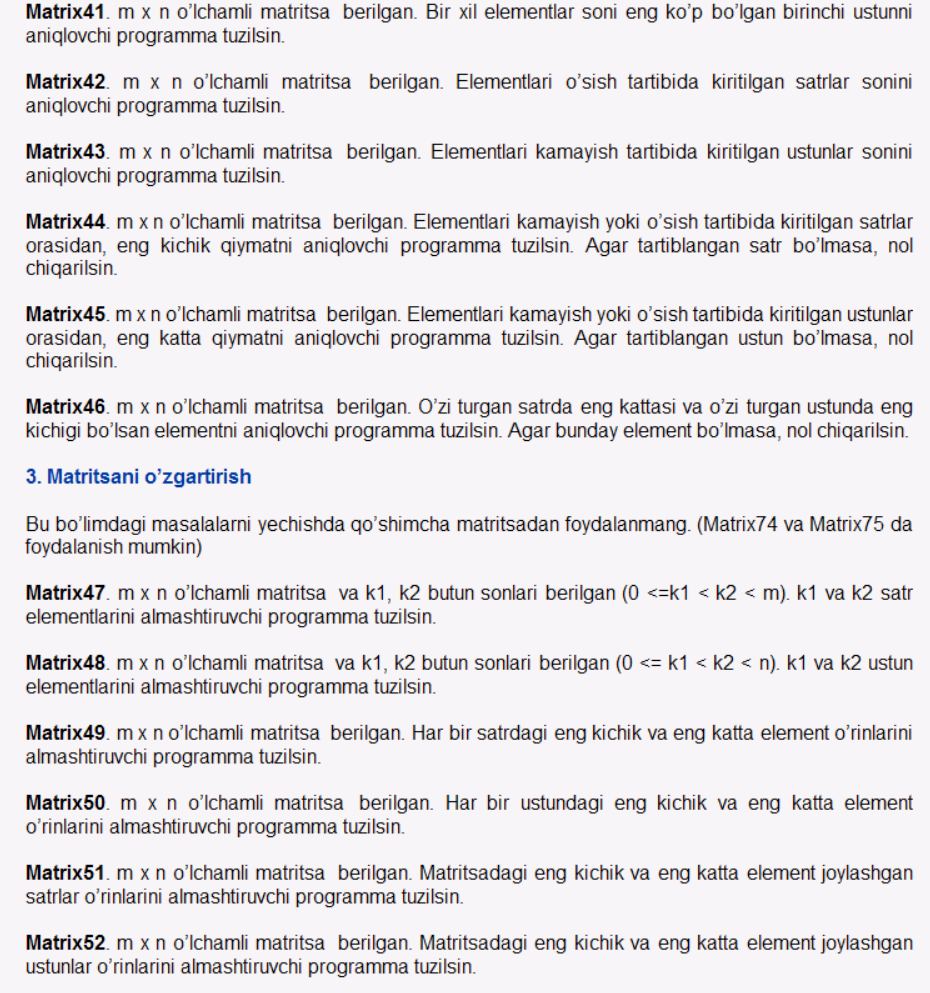 Matrix41. m x n o’lchamli matritsa berilgan. Bir xil elementlar soni eng ko’p bo’lgan birinchi ustunni
aniqlovchi programma tuzilsin.
Matrix42. m x n o’lchamli matritsa berilgan. Elementlari o’sish tartibida kiritilgan satrlar sonini
aniqlovchi programma tuzilsin.
Matrix43. m x n o’lchamli matritsa berilgan. Elementlari kamayish tartibida kiritilgan ustunlar sonini
aniqlovchi programma tuzilsin.
Matrix44. m x n o’lchamli matritsa berilgan. Elementlari kamayish yoki o’sish tartibida kiritilgan satrlar
orasidan, eng kichik qiymatni aniqlovchi programma tuzilsin. Agar tartiblangan satr bo’lmasa, nol
chiqarilsin.
Matrix45. m x n o’lchamli matritsa berilgan. Elementlari kamayish yoki o’sish tartibida kiritilgan ustunlar
orasidan, eng katta qiymatni aniqlovchi programma tuzilsin. Agar tartiblangan ustun bo’lmasa, nol
chiqarilsin.
Matrix46. m x n o’lchamli matritsa berilgan. O’zi turgan satrda eng kattasi va o’zi turgan ustunda eng
kichigi bo’lsan elementni aniqlovchi programma tuzilsin. Agar bunday element bo’lmasa, nol chiqarilsin.
3. Matritsani o’zgartirish
Bu bo’limdagi masalalarni yechishda qo’shimcha matritsadan foydalanmang. (Matrix74 va Matrix75 da
foydalanish mumkin)
Matrix47. m x n o’lchamli matritsa va k1, k2 butun sonlari berilgan (0 <=k1 < k2 < m). k1 va k2 satr
elementlarini almashtiruvchi programma tuzilsin.
Matrix48. m x n o’lchamli matritsa va k1, k2 butun sonlari berilgan (0 <= k1 < k2 < n). k1 va k2 ustun
elementlarini almashtiruvchi programma tuzilsin.
Matrix49. m x n o’lchamli matritsa berilgan. Har bir satrdagi eng kichik va eng katta element o’rinlarini
almashtiruvchi programma tuzilsin.
Matrix50. m x n o’lchamli matritsa berilgan. Har bir ustundagi eng kichik va eng katta element
o’rinlarini almashtiruvchi programma tuzilsin.
Matrix51. m x n o’lchamli matritsa berilgan. Matritsadagi eng kichik va eng katta element joylashgan
satrlar o’rinlarini almashtiruvchi programma tuzilsin.
Matrix52. m x n o’lchamli matritsa berilgan. Matritsadagi eng kichik va eng katta element joylashgan
ustunlar o’rinlarini almashtiruvchi programma tuzilsin.